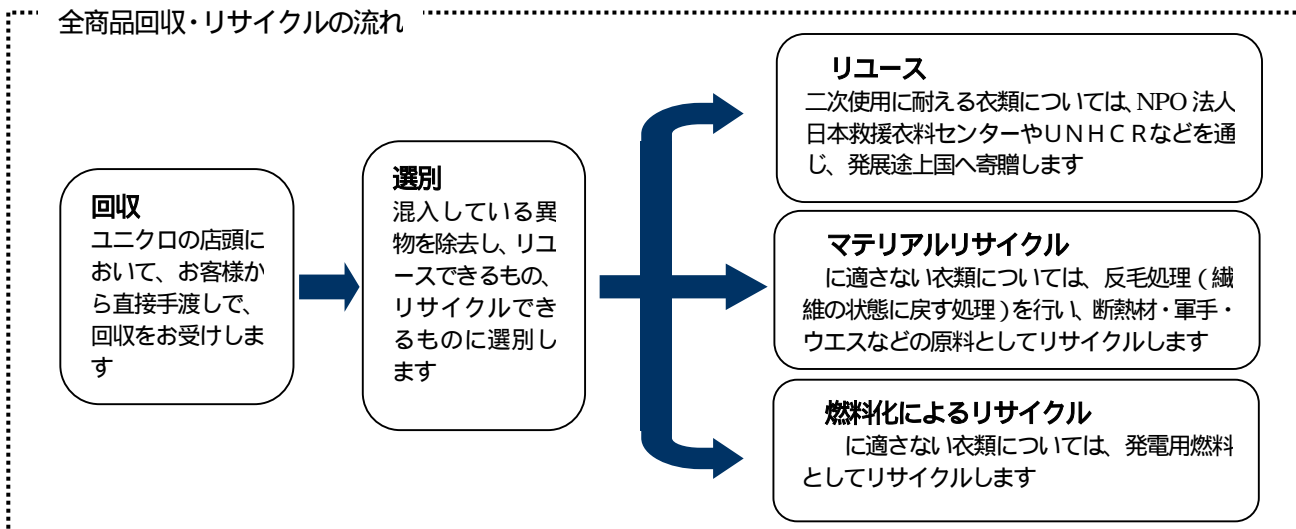 全商品回収・リサイクルの流れ
回収
ユニクロの店頭に
おいて、お客様か
ら直接手渡しで、
回収をお受けしま
す
選別
混入している異
物を除去し、リユ
ースできるもの、
リサイクルでき
るものに選別し
ます
リユース
二次使用に耐える衣類については、NPO 法人
日本救援衣料センターやＵＮＨＣＲなどを通
じ、発展途上国へ寄贈します
マテリアルリサイクル
に適さない衣類については、反毛処理（繊
維の状態に戻す処理）を行い、断熱材・軍手・
ウエスなどの原料としてリサイクルします
燃料化によるリサイクル
に適さない衣類については、発電用燃料
としてリサイクルします